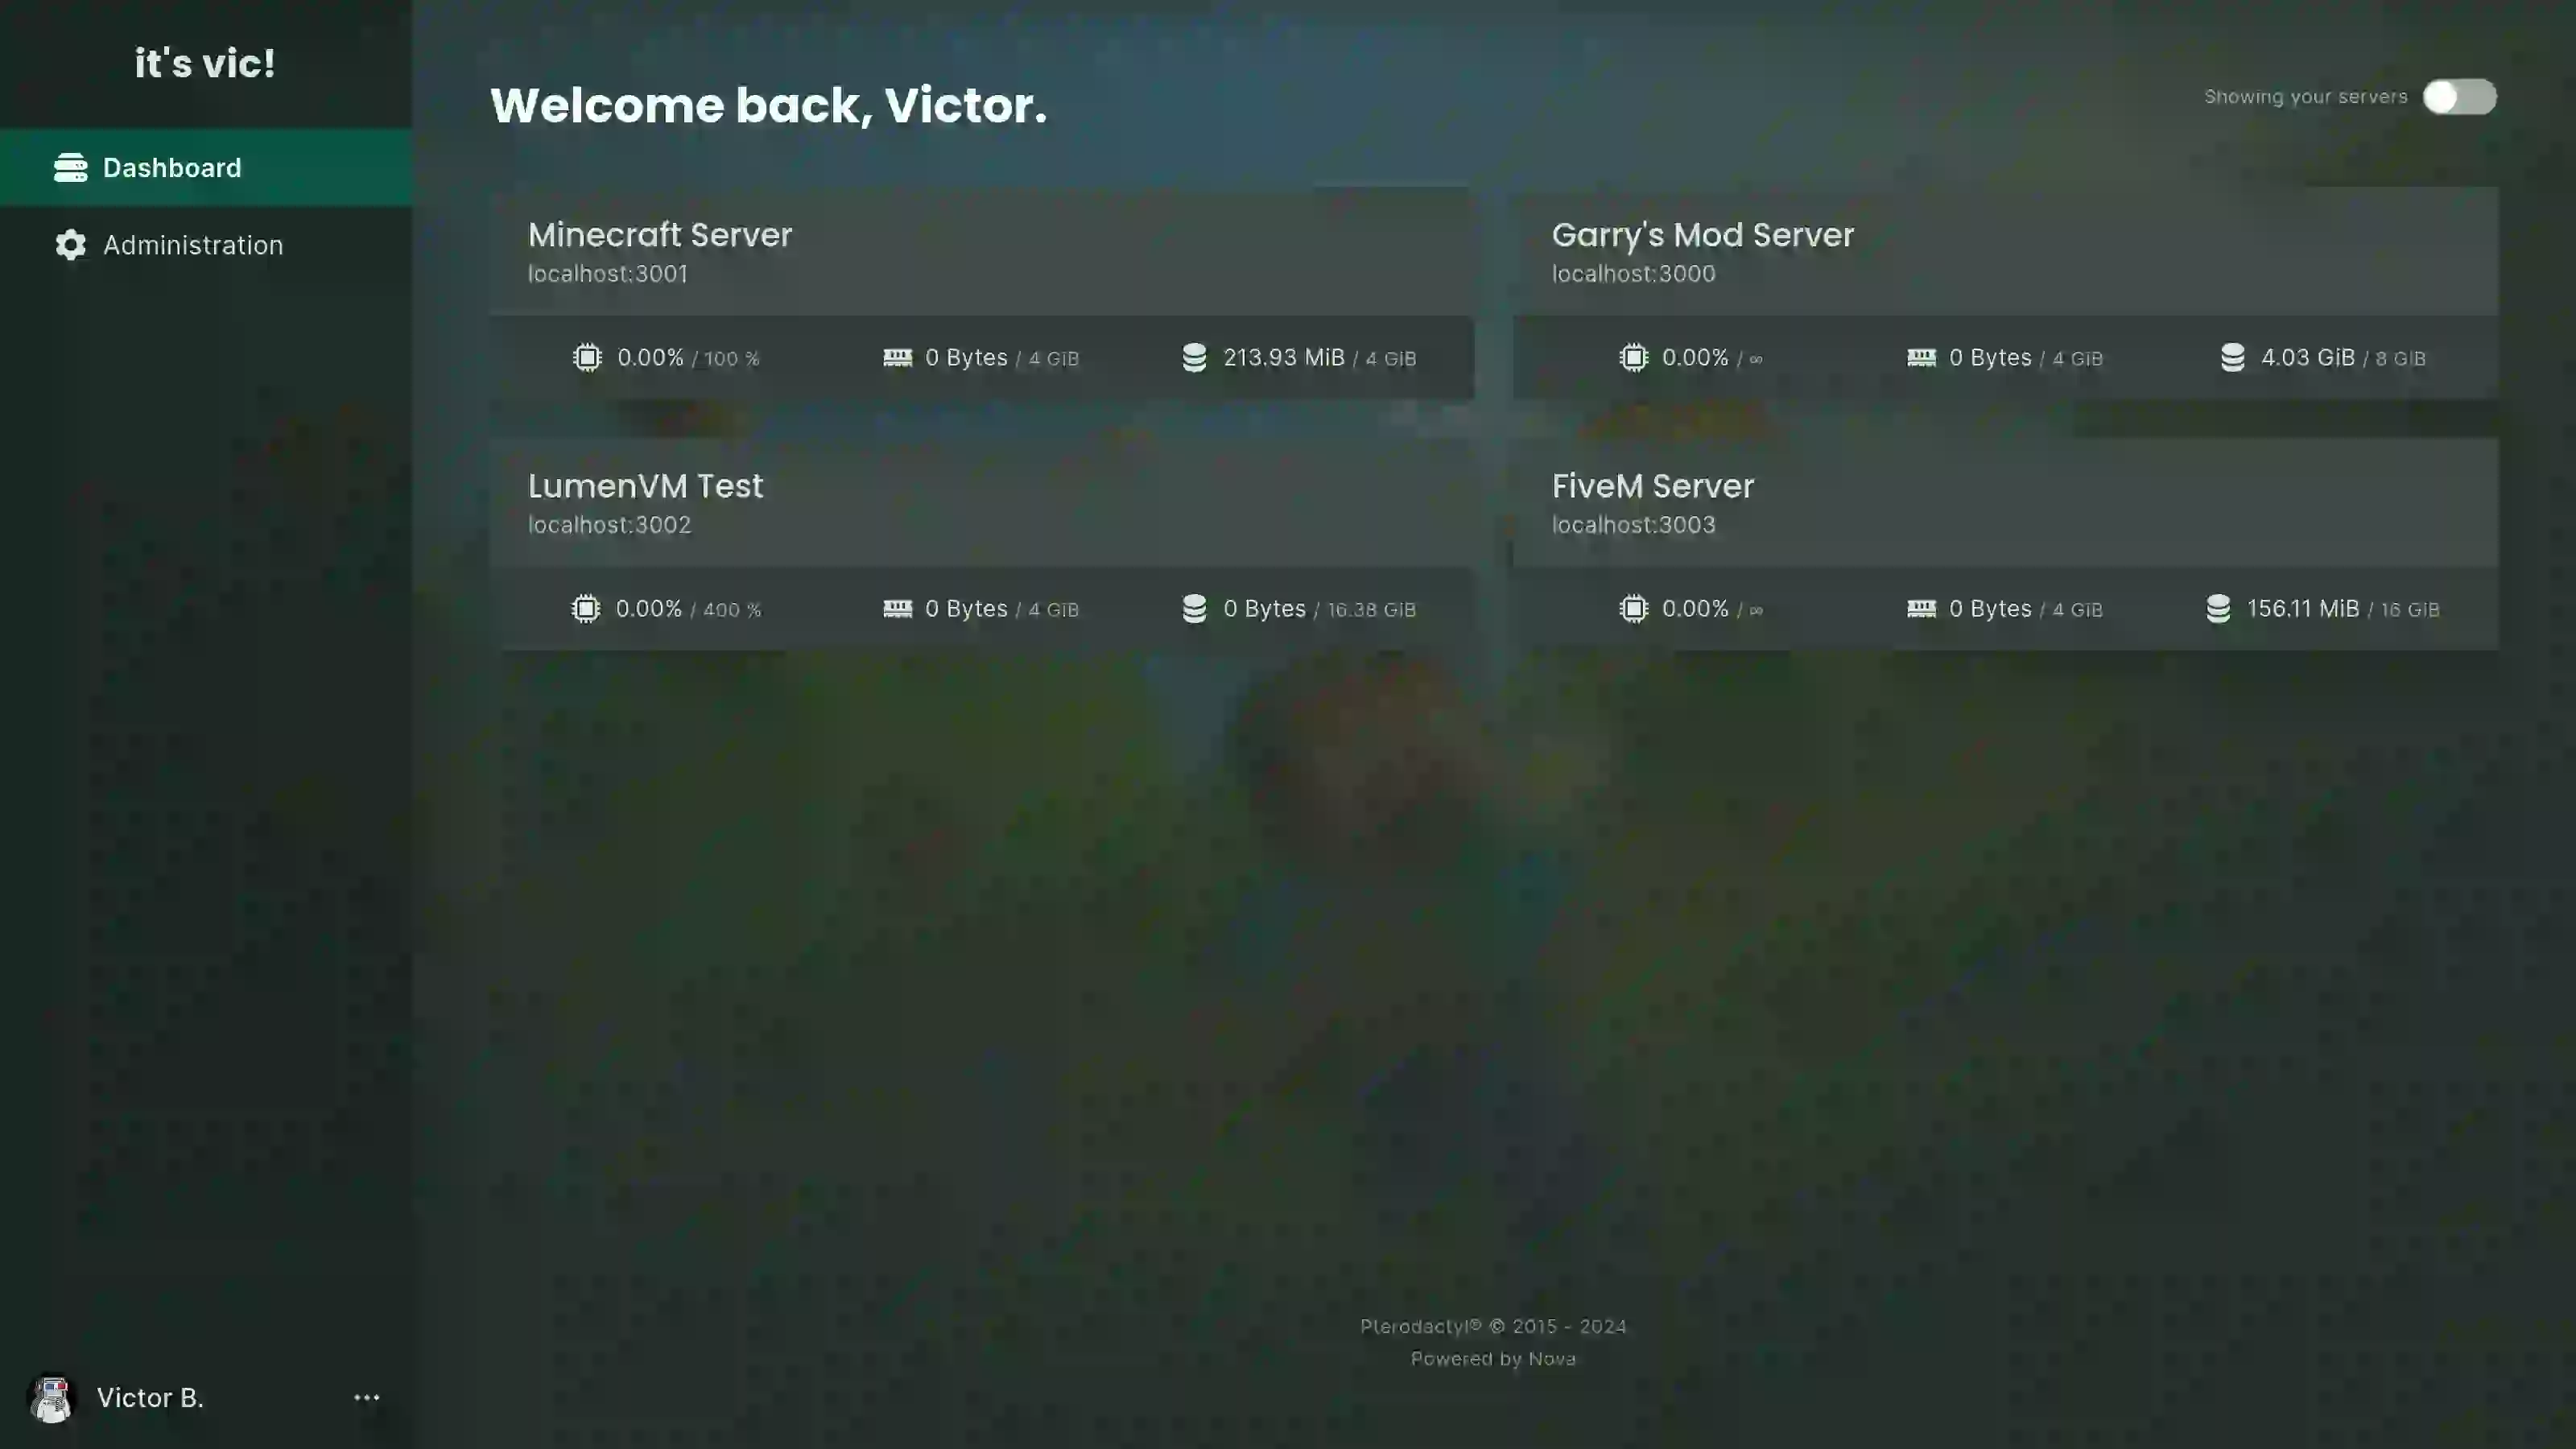 it's vic!
Dashboard
Administration
Welcome back, Victor.
Showing your servers
Minecraft Server
localhost:3001
0.00% / 100 %
0 Bytes / 4 GiB
213.93 MiB / 4 GiB
Garry's Mod Server
localhost:3000
0.00% / ∞
0 Bytes / 4 GiB
4.03 GiB / 8 GiB
LumenVM Test
localhost:3002
0.00% / 400 %
0 Bytes / 4 GiB
0 Bytes / 16.38 GiB
FiveM Server
localhost:3003
0.00% / ∞
0 Bytes / 4 GiB
156.11 MiB / 16 GiB
Pterodactyl® © 2015 - 2024
Powered by Nova
Victor B.